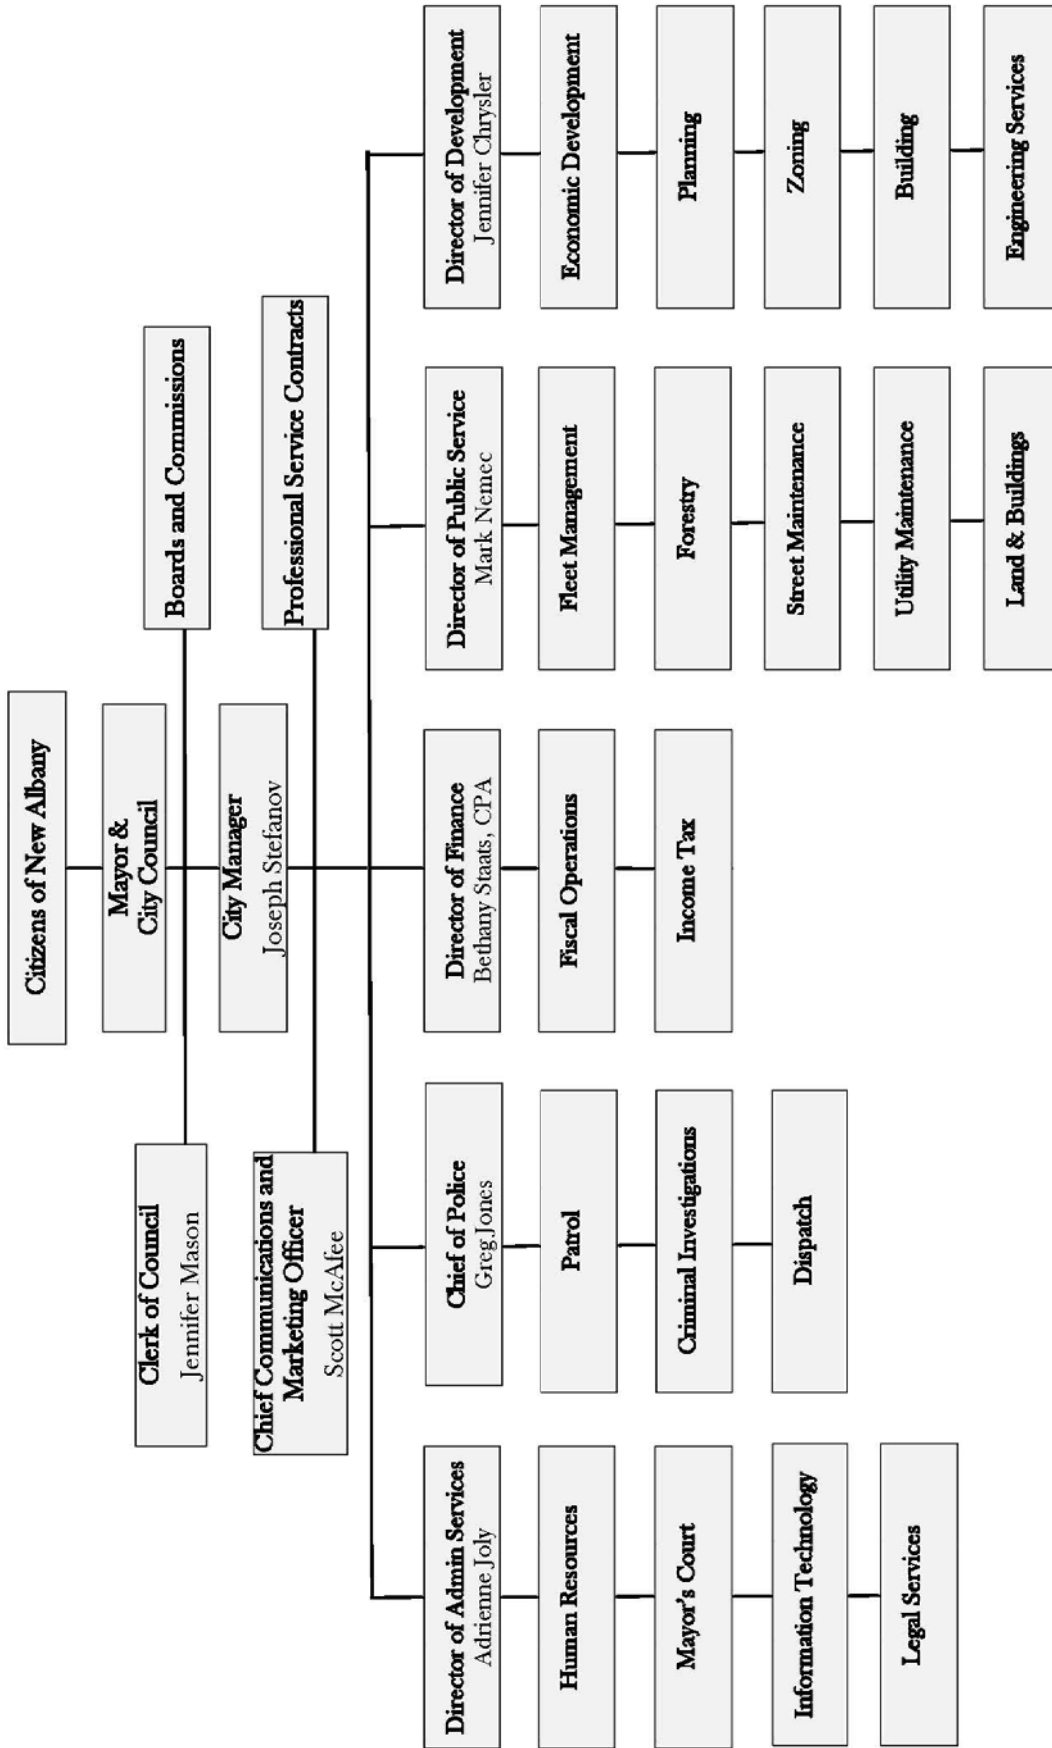 Citizens of New Albany
Mayor &
City Council
Clerk of Council
Jennifer Mason
Boards and Commissions
City Manager
Joseph Stefanov
Chief Communications and
Marketing Officer
Scott McAfee
Professional Service Contracts
Director of Admin Services
Adrienne Joly
Human Resources
Mayor's Court
Information Technology
Legal Services
Chief of Police
Greg Jones
Patrol
Criminal Investigations
Dispatch
Director of Finance
Bethany Staats, CPA
Fiscal Operations
Income Tax
Director of Public Service
Mark Nemec
Fleet Management
Forestry
Street Maintenance
Utility Maintenance
Land & Buildings
Director of Development
Jennifer Chrysler
Economic Development
Planning
Zoning
Building
Engineering Services